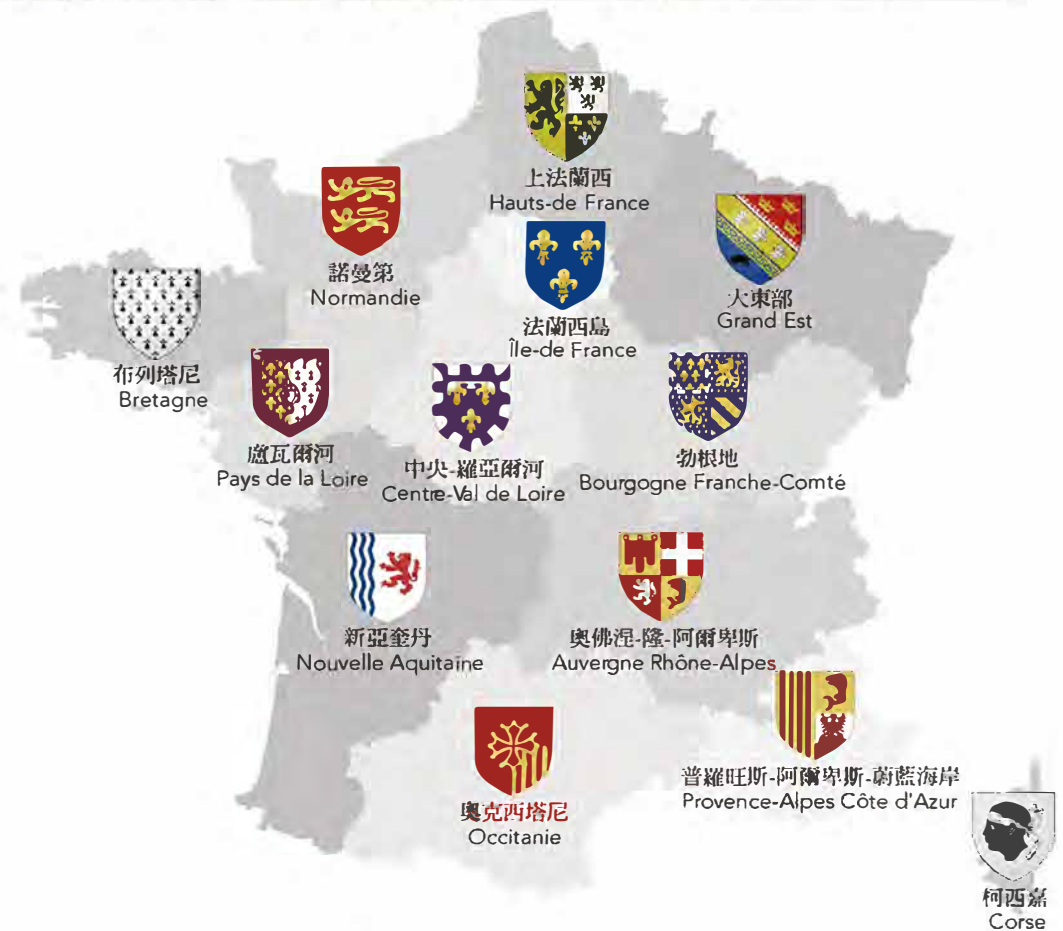 上法蘭西
Hauts-de France
諾曼第
Normandie
大東部
Grand Est
法蘭西島
Île-de France
布列塔尼
Bretagne
盧瓦爾河
Pays de la Loire
中央-羅亞爾河
Centre-Val de Loire
勃根地
Bourgogne Franche-Comté
新亞奎丹
Nouvelle Aquitaine
奧佛涅-隆-阿爾卑斯
Auvergne Rhône-Alpes
普羅旺斯-阿爾卑斯-蔚藍海岸
Provence-Alpes Côte d'Azur
奧克西塔尼
Occitanie
柯西嘉
Corse